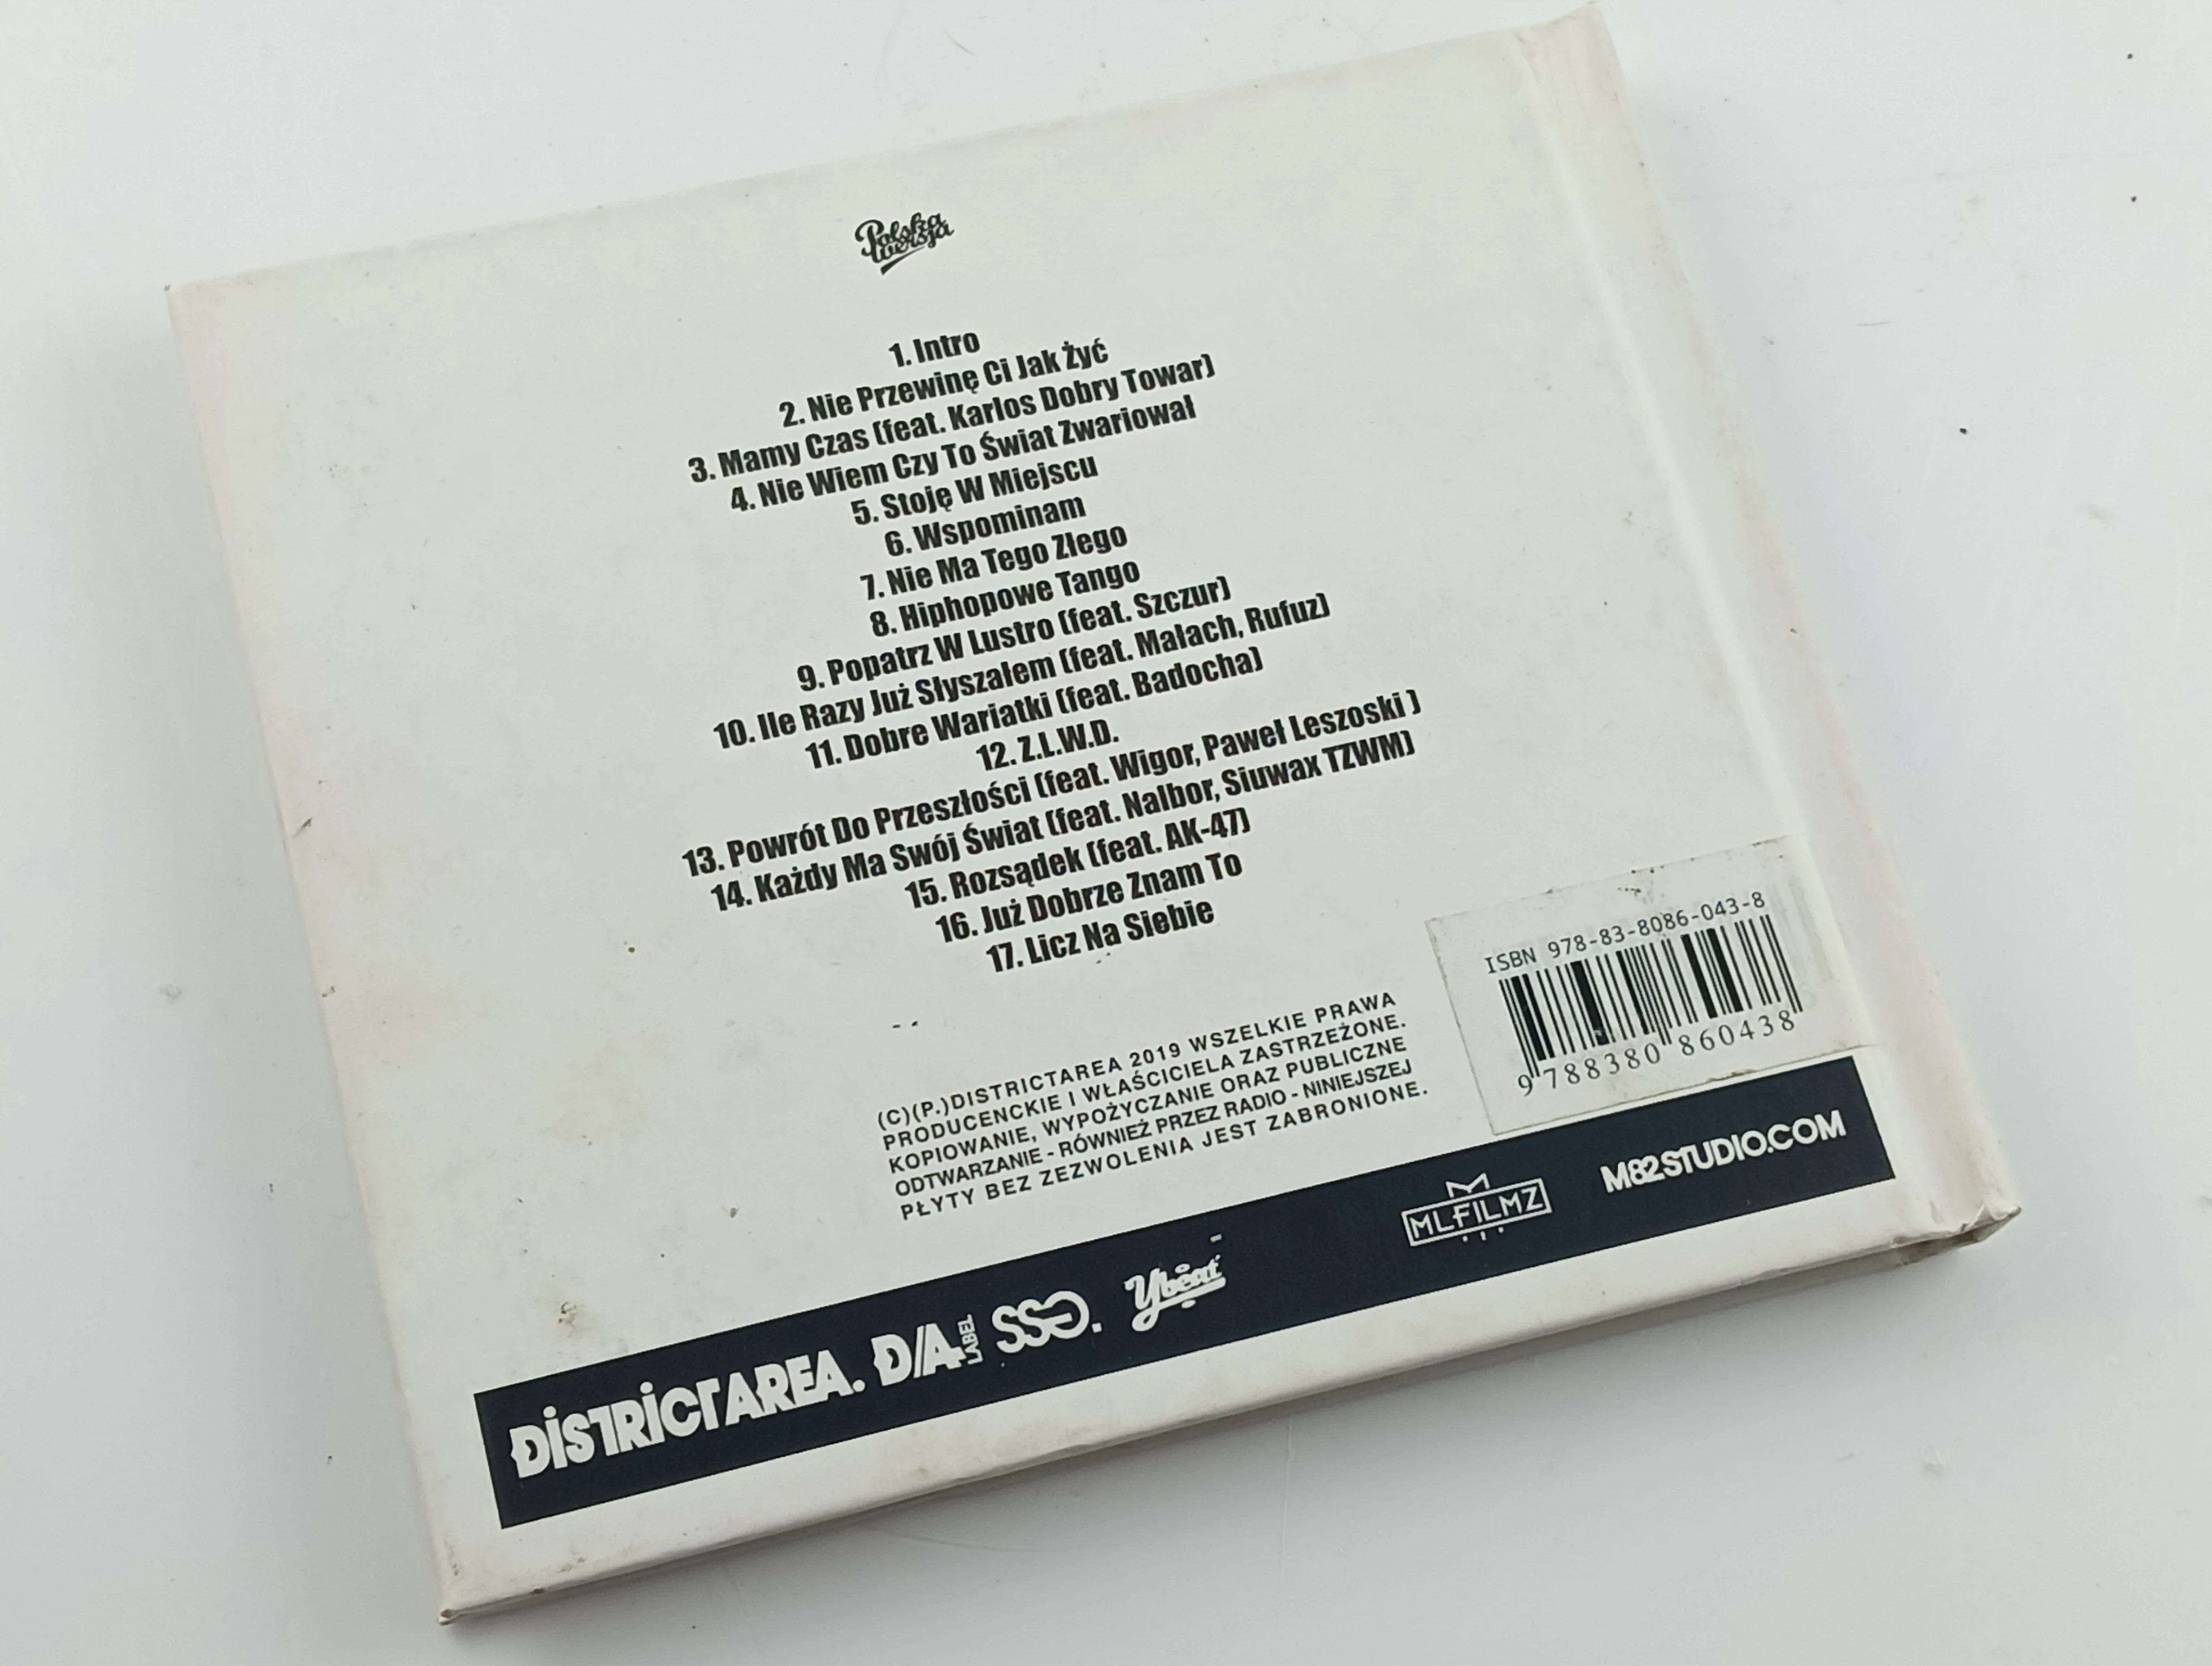 Polska wersja
1. Intro
2. Nie Przewinę Ci Jak Żyć
3. Mamy Czas (feat. Karlos Dobry Towar)
4. Nie Wiem Czy To Świat Zwariował
5. Stoję W Miejscu
6. Wspominam
7. Nie Ma Tego Złego
8. Hiphopowe Tango
9. Popatrz W Lustro (feat. Szczur)
10. Ile Razy Już Słyszałem (feat. Małach, Rufuz)
11. Dobre Wariatki (feat. Badocha)
12. Z.L.W.D.
13. Powrót Do Przeszłości (feat. Wigor, Paweł Leszoski )
14. Każdy Ma Swój Świat (feat. Nalbor, Siuwax TZWM)
15. Rozsądek (feat. AK-47)
16. Już Dobrze Znam To
17. Licz Na Siebie
(C)(P.)DISTRICTAREA 2019 WSZELKIE PRAWA
PRODUCENCKIE I WŁAŚCICIELA ZASTRZEŻONE.
KOPIOWANIE, WYPOŻYCZANIE ORAZ PUBLICZNE
ODTWARZANIE - RÓWNIEŻ PRZEZ RADIO - NINIEJSZEJ
PŁYTY BEZ ZEZWOLENIA JEST ZABRONIONE.
ISBN 978-83-8086-043-8
9 788380 860438
DISTRICTAREA. D/A LABEL SSG. Ybeat MLFILMZ M82STUDIO.COM